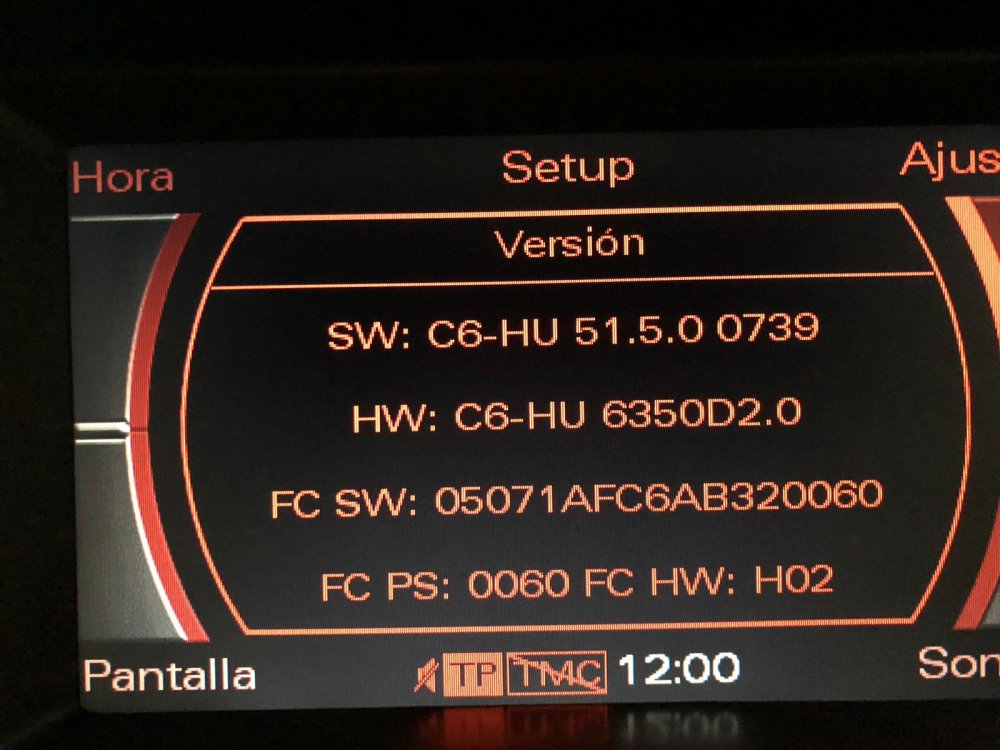 Hora Setup Ajus
Versión
SW: C6-HU 51.5.0 0739
HW: C6-HU 6350D2.0
FC SW: 05071AFC6AB320060
FC PS: 0060 FC HW: H02
Pantalla TP TMC 12:00 Son